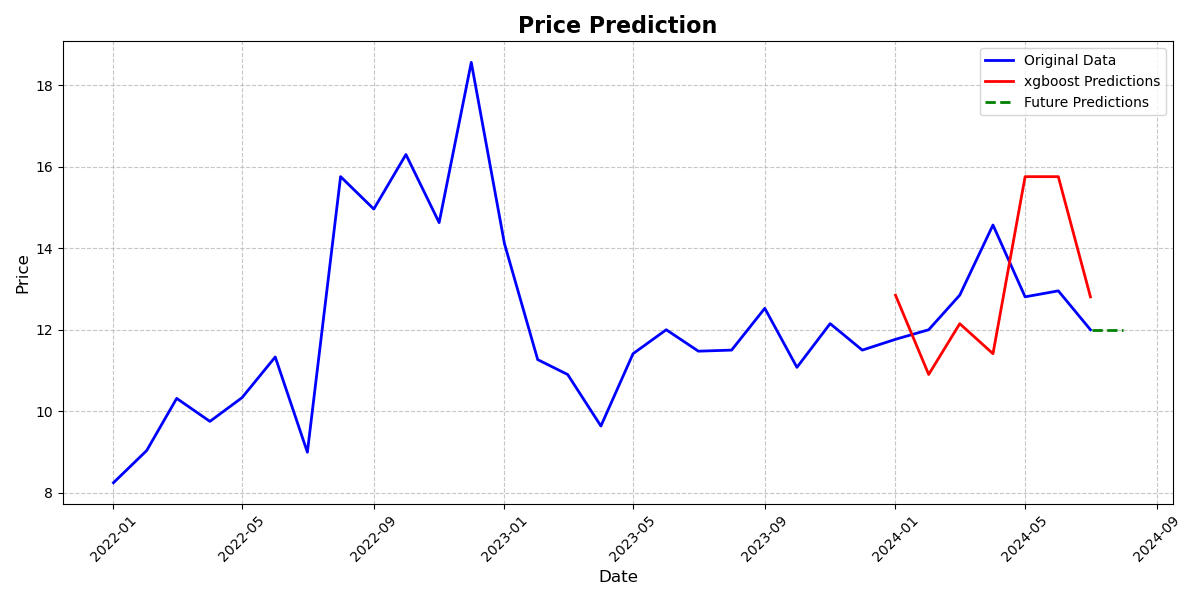 Price Prediction
Original Data
xgboost Predictions
Future Predictions
Price
18
16
14
12
10
8
2022-01
2022-05
2022-09
2023-01
2023-05
2023-09
2024-01
2024-05
2024-09
Date